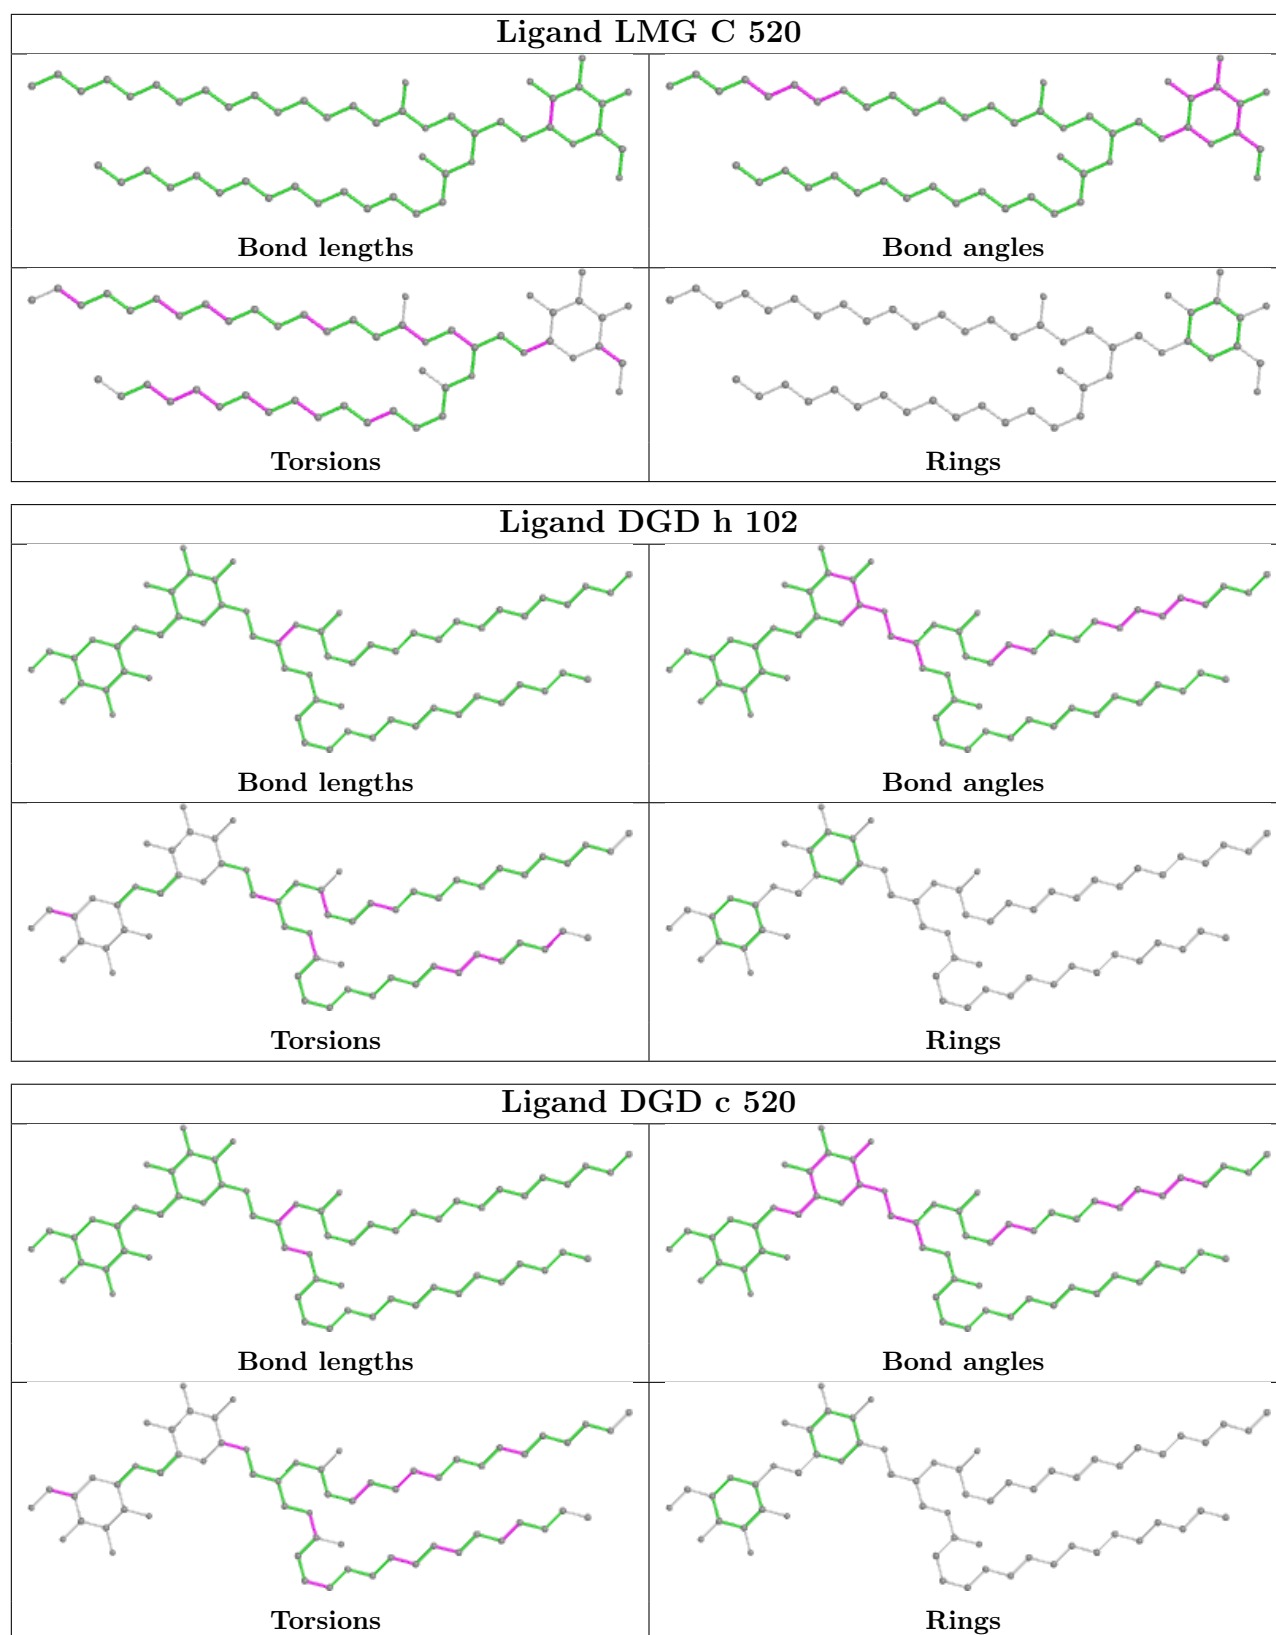 Ligand LMG C 520
Bond lengths
Bond angles
Torsions
Rings
Ligand DGD h 102
Bond lengths
Bond angles
Torsions
Rings
Ligand DGD c 520
Bond lengths
Bond angles
Torsions
Rings